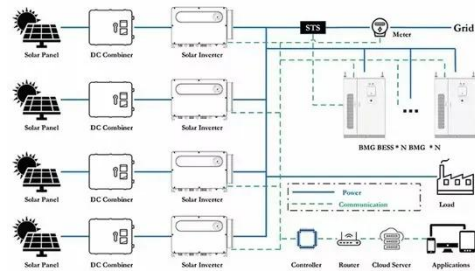 STS
Meter
Grid
Solar Panel
DC Combiner
Solar Inverter
Solar Panel
DC Combiner
Solar Inverter
BMG BESS * N BMG * N
Solar Panel
DC Combiner
Solar Inverter
Power
Communication
Load
Solar Panel
DC Combiner
Solar Inverter
Controller
Router
Cloud Server
Applications